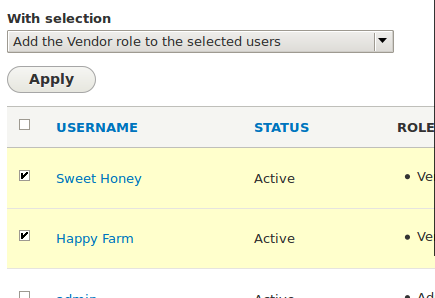 With selection
Add the Vendor role to the selected users
Apply
USERNAME STATUS ROLE
Sweet Honey Active • Ve
Happy Farm Active • Ve
admin Active • Ad